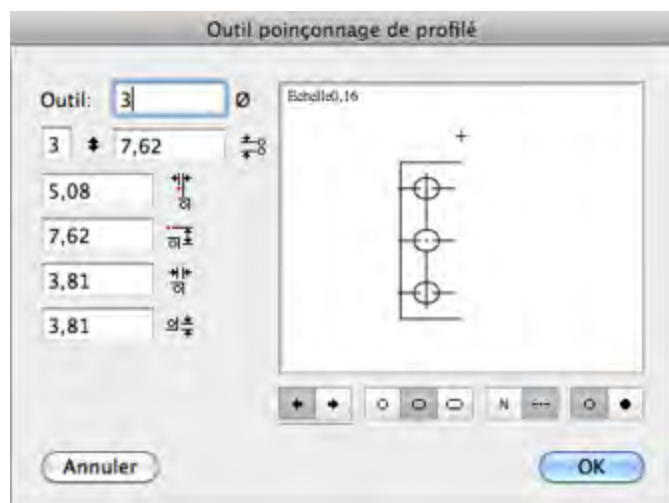 Outil poinçonnage de profilé
Outil: 3 Ø
3 7,62
5,08
7,62
3,81
3,81
Echelle0,16
N
Annuler
OK